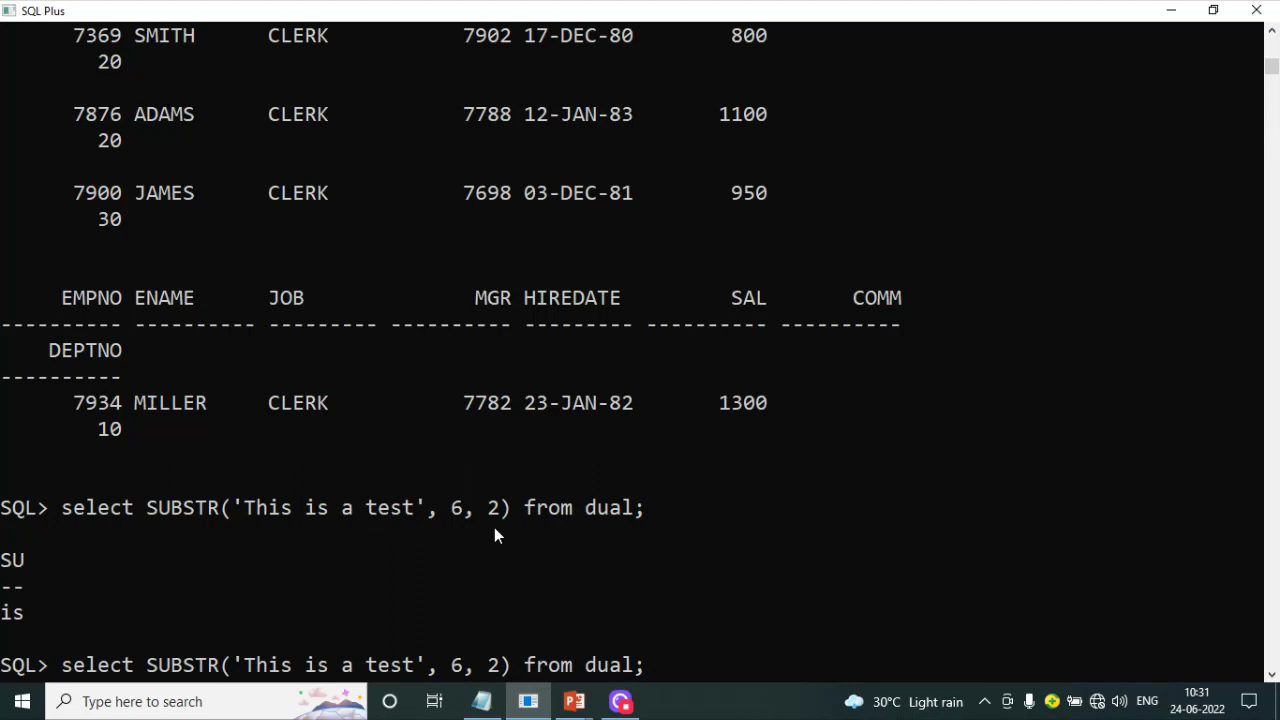 SQL Plus
7369 SMITH CLERK 7902 17-DEC-80 800
20
7876 ADAMS CLERK 7788 12-JAN-83 1100
20
7900 JAMES CLERK 7698 03-DEC-81 950
30
EMPNO ENAME JOB MGR HIREDATE SAL COMM
---------- ---------- --------- ---------- --------- ---------- ----------
DEPTNO
----------
7934 MILLER CLERK 7782 23-JAN-82 1300
10
SQL> select SUBSTR('This is a test', 6, 2) from dual;
SU
--
is
SQL> select SUBSTR('This is a test', 6, 2) from dual;
Type here to search
30°C Light rain
ENG
10:31
24-06-2022